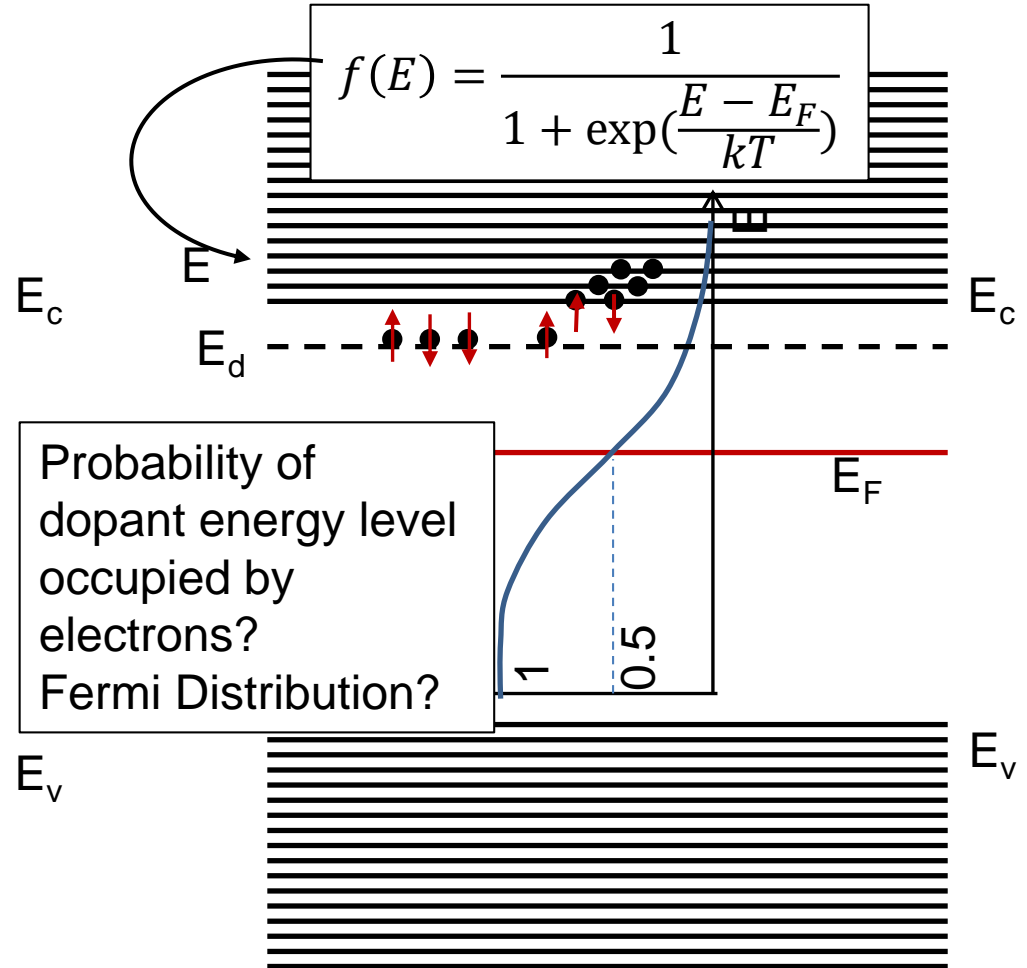 f(E) = 1 / (1 + exp((E − E_F)/(kT)))
E
E
E_c
E_c
E_d
Probability of
dopant energy level
occupied by
electrons?
Fermi Distribution?
E_F
1
0.5
E_v
E_v